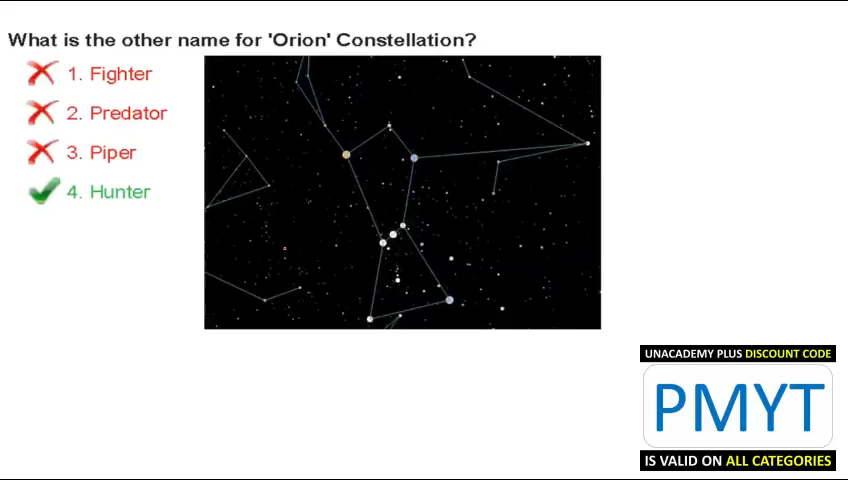 What is the other name for 'Orion' Constellation?
1. Fighter
2. Predator
3. Piper
4. Hunter
UNACADEMY PLUS DISCOUNT CODE
PMYT
IS VALID ON ALL CATEGORIES